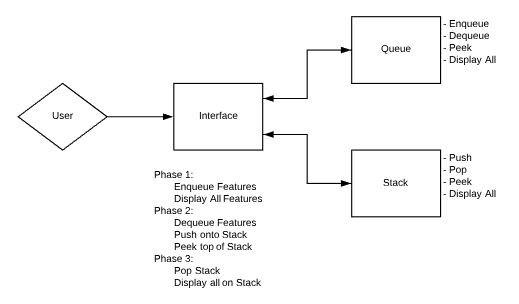 User
Interface
Queue
- Enqueue
- Dequeue
- Peek
- Display All
Stack
- Push
- Pop
- Peek
- Display All
Phase 1:
Enqueue Features
Display All Features
Phase 2:
Dequeue Features
Push onto Stack
Peek top of Stack
Phase 3:
Pop Stack
Display all on Stack